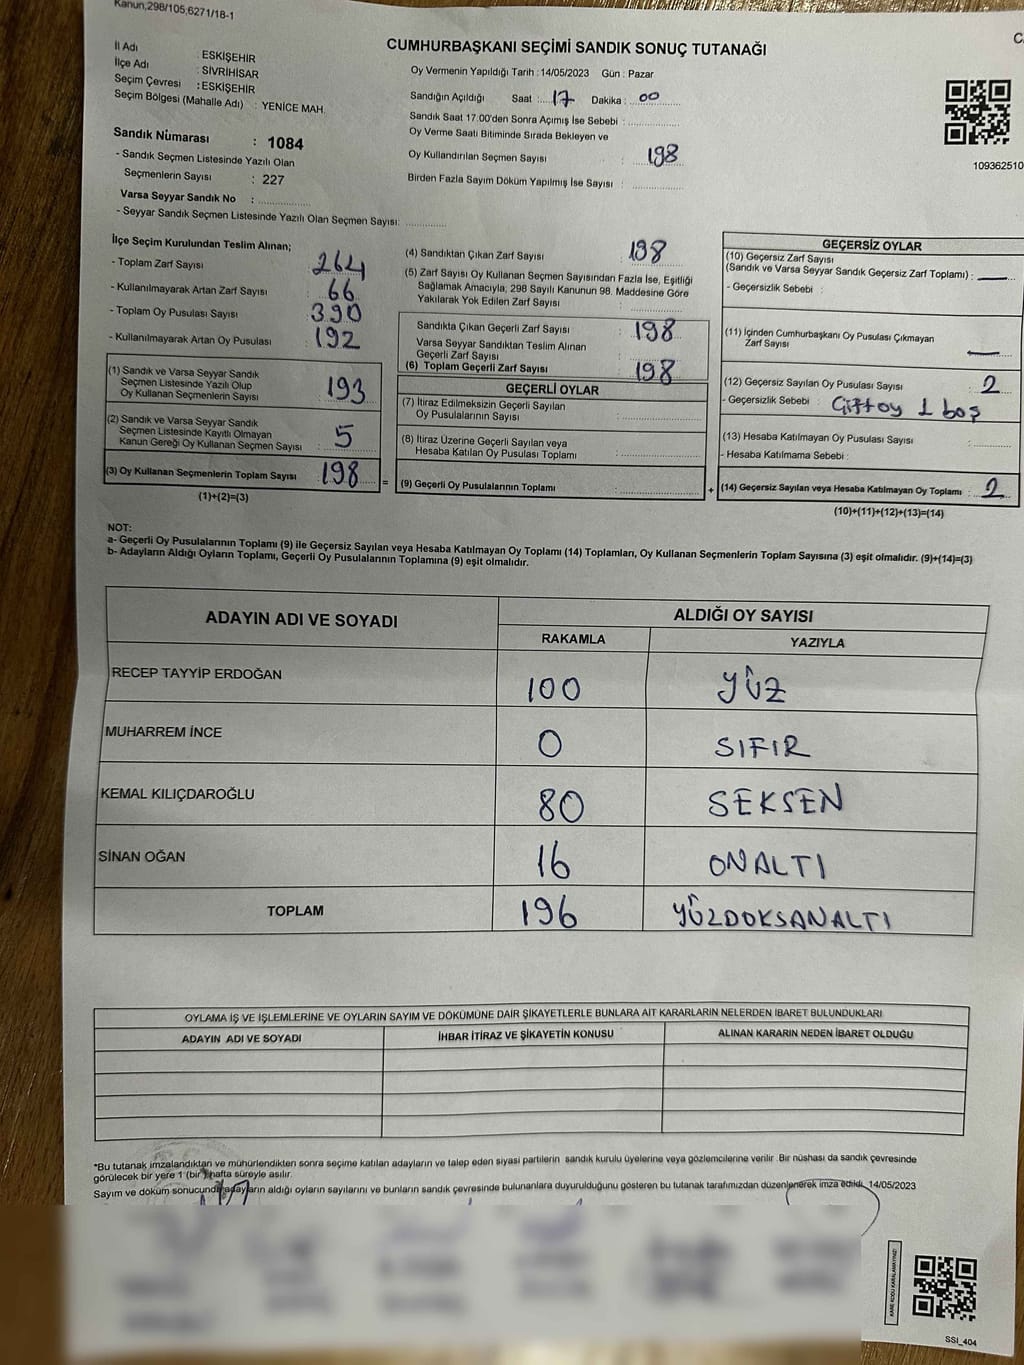 Kanun,298/105,6271/18-1
CUMHURBAŞKANI SEÇİMİ SANDIK SONUÇ TUTANAĞI
İl Adı : ESKİŞEHİR
İlçe Adı : SİVRİHİSAR
Seçim Çevresi : ESKİŞEHİR
Seçim Bölgesi (Mahalle Adı) : YENİCE MAH.
Sandık Numarası : 1084
- Sandık Seçmen Listesinde Yazılı Olan
Seçmenlerin Sayısı : 227
Varsa Seyyar Sandık No :
- Seyyar Sandık Seçmen Listesinde Yazılı Olan Seçmen Sayısı:
Oy Vermenin Yapıldığı Tarih : 14/05/2023 Gün : Pazar
Sandığın Açıldığı Saat : 17 Dakika : 00
Sandık Saat 17.00'den Sonra Açımış İse Sebebi :
Oy Verme Saati Bitiminde Sırada Bekleyen ve
Oy Kullandırılan Seçmen Sayısı : 198
Birden Fazla Sayım Döküm Yapılmış İse Sayısı :
109362510
İlçe Seçim Kurulundan Teslim Alınan;
- Toplam Zarf Sayısı : 264
- Kullanılmayarak Artan Zarf Sayısı : 66
- Toplam Oy Pusulası Sayısı : 390
- Kullanılmayarak Artan Oy Pusulası : 192
(1) Sandık ve Varsa Seyyar Sandık
Seçmen Listesinde Yazılı Olup
Oy Kullanan Seçmenlerin Sayısı : 193
(2) Sandık ve Varsa Seyyar Sandık
Seçmen Listesinde Kayıtlı Olmayan
Kanun Gereği Oy Kullanan Seçmen Sayısı : 5
(3) Oy Kullanan Seçmenlerin Toplam Sayısı : 198
(1)+(2)=(3)
(4) Sandıktan Çıkan Zarf Sayısı : 198
(5) Zarf Sayısı Oy Kullanan Seçmen Sayısından Fazla İse, Eşitliği
Sağlamak Amacıyla, 298 Sayılı Kanunun 98. Maddesine Göre
Yakılarak Yok Edilen Zarf Sayısı :
Sandıkta Çıkan Geçerli Zarf Sayısı : 198
Varsa Seyyar Sandıktan Teslim Alınan
Geçerli Zarf Sayısı :
(6) Toplam Geçerli Zarf Sayısı : 198
GEÇERLİ OYLAR
(7) İtiraz Edilmeksizin Geçerli Sayılan
Oy Pusulalarının Sayısı :
(8) İtiraz Üzerine Geçerli Sayılan veya
Hesaba Katılan Oy Pusulası Toplamı :
= (9) Geçerli Oy Pusulalarının Toplamı :
GEÇERSİZ OYLAR
(10) Geçersiz Zarf Sayısı
(Sandık ve Varsa Seyyar Sandık Geçersiz Zarf Toplamı) : —
- Geçersizlik Sebebi :
(11) İçinden Cumhurbaşkanı Oy Pusulası Çıkmayan
Zarf Sayısı : —
(12) Geçersiz Sayılan Oy Pusulası Sayısı : 2
- Geçersizlik Sebebi : Çift oy 1 boş
(13) Hesaba Katılmayan Oy Pusulası Sayısı :
- Hesaba Katılmama Sebebi :
+ (14) Geçersiz Sayılan veya Hesaba Katılmayan Oy Toplamı : 2
(10)+(11)+(12)+(13)=(14)
NOT:
a- Geçerli Oy Pusulalarının Toplamı (9) ile Geçersiz Sayılan veya Hesaba Katılmayan Oy Toplamı (14) Toplamları, Oy Kullanan Seçmenlerin Toplam Sayısına (3) eşit olmalıdır. (9)+(14)=(3)
b- Adayların Aldığı Oyların Toplamı, Geçerli Oy Pusulalarının Toplamına (9) eşit olmalıdır.
ADAYIN ADI VE SOYADI ALDIĞI OY SAYISI
RAKAMLA YAZIYLA
RECEP TAYYİP ERDOĞAN 100 YÜZ
MUHARREM İNCE 0 SIFIR
KEMAL KILIÇDAROĞLU 80 SEKSEN
SİNAN OĞAN 16 ONALTI
TOPLAM 196 YÜZDOKSANALTI
OYLAMA İŞ VE İŞLEMLERİNE VE OYLARIN SAYIM VE DÖKÜMÜNE DAİR ŞİKAYETLERLE BUNLARA AİT KARARLARIN NELERDEN İBARET BULUNDUKLARI
ADAYIN ADI VE SOYADI İHBAR İTİRAZ VE ŞİKAYETİN KONUSU ALINAN KARARIN NEDEN İBARET OLDUĞU
*Bu tutanak imzalandıktan ve mühürlendikten sonra seçime katılan adayların ve talep eden siyasi partilerin sandık kurulu üyelerine veya gözlemcilerine verilir. Bir nüshası da sandık çevresinde
görülecek bir yere 1 (bir) hafta süreyle asılır.
Sayım ve döküm sonucunda adayların aldığı oyların sayılarını ve bunların sandık çevresinde bulunanlara duyurulduğunu gösteren bu tutanak tarafımızdan düzenlenerek imza edildi. 14/05/2023
KARE KODU KARALAMAYINIZ!
SSİ_404